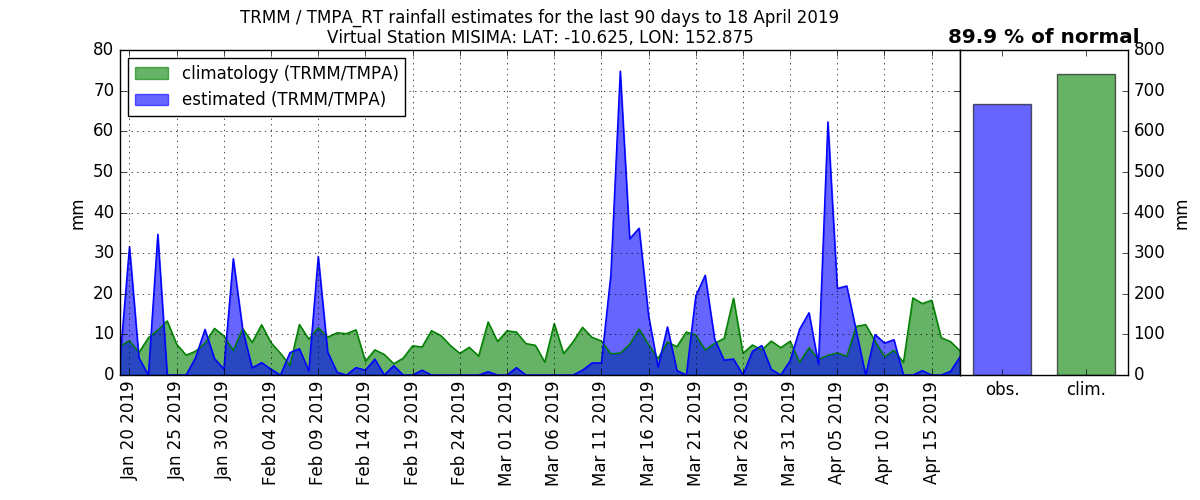 TRMM / TMPA_RT rainfall estimates for the last 90 days to 18 April 2019
Virtual Station MISIMA: LAT: -10.625, LON: 152.875
89.9 % of normal
climatology (TRMM/TMPA)
estimated (TRMM/TMPA)
80
70
60
50
40
30
20
10
0
mm
Jan 20 2019
Jan 25 2019
Jan 30 2019
Feb 04 2019
Feb 09 2019
Feb 14 2019
Feb 19 2019
Feb 24 2019
Mar 01 2019
Mar 06 2019
Mar 11 2019
Mar 16 2019
Mar 21 2019
Mar 26 2019
Mar 31 2019
Apr 05 2019
Apr 10 2019
Apr 15 2019
obs.
clim.
800
700
600
500
400
300
200
100
0
mm